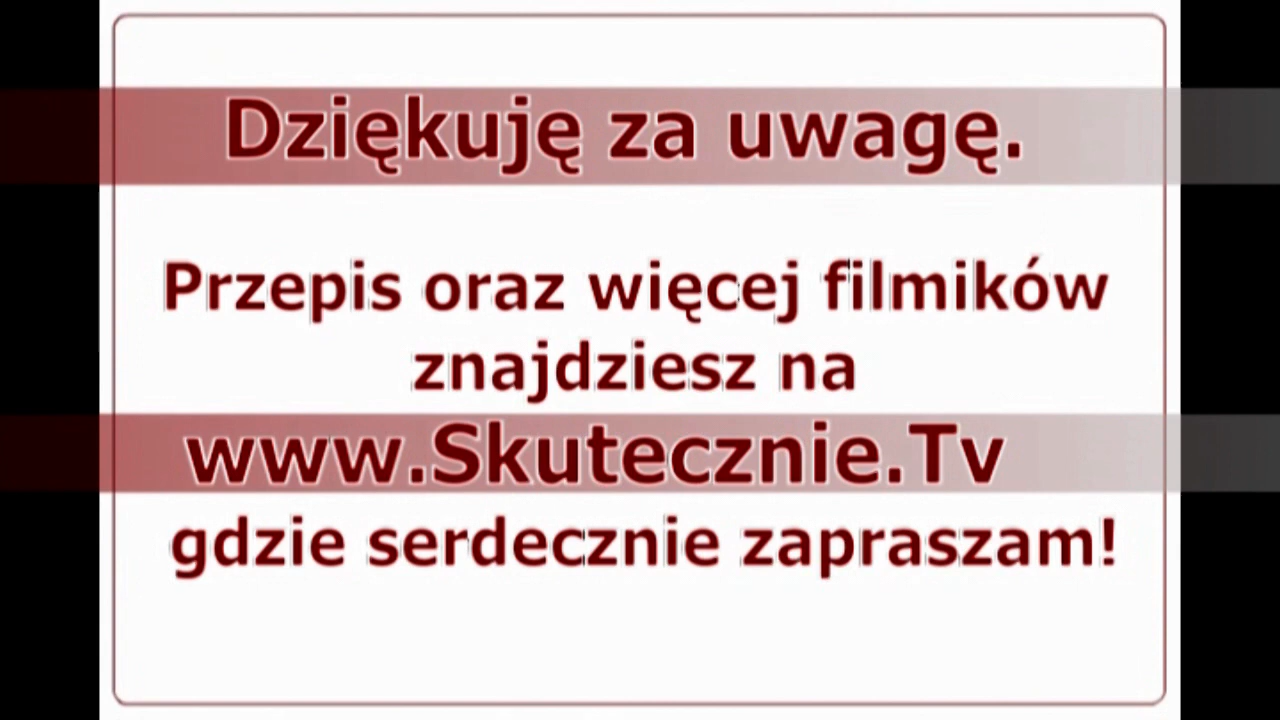 Dziękuję za uwagę.
Przepis oraz więcej filmików
znajdziesz na
www.Skutecznie.Tv
gdzie serdecznie zapraszam!